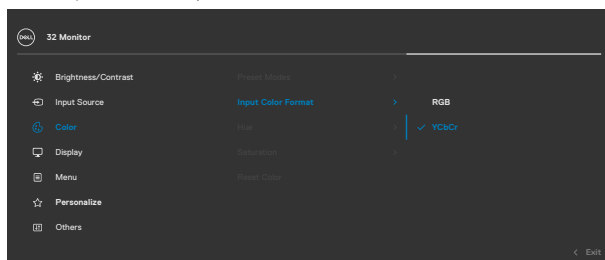 DELL
32 Monitor
Brightness/Contrast
Preset Modes
Input Source
Input Color Format
RGB
Color
Hue
YCbCr
Display
Saturation
Menu
Reset Color
Personalize
Others
Exit